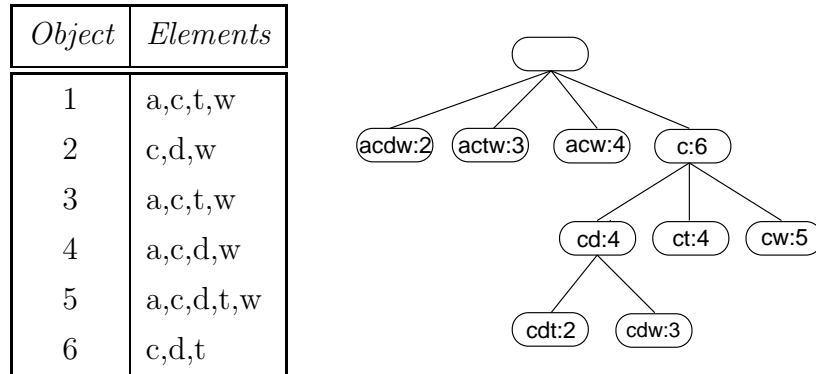 Object Elements
1 a,c,t,w
2 c,d,w
3 a,c,t,w
4 a,c,d,w
5 a,c,d,t,w
6 c,d,t
acdw:2 actw:3 acw:4 c:6
cd:4 ct:4 cw:5
cdt:2 cdw:3